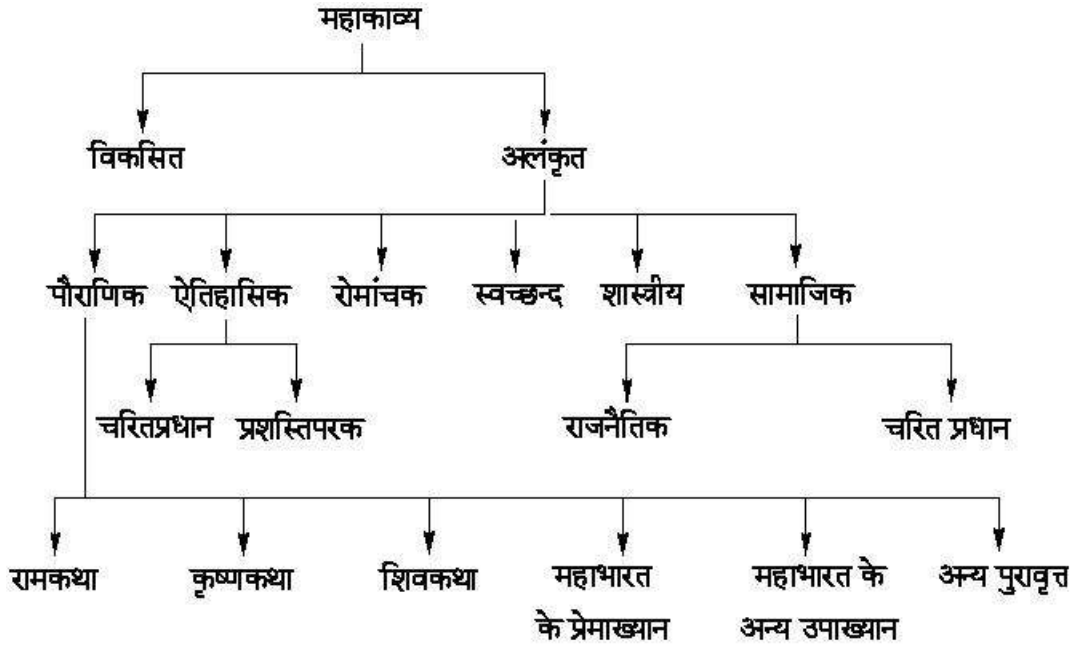 महाकाव्य
विकसित अलंकृत
पौराणिक ऐतिहासिक रोमांचक स्वच्छन्द शास्त्रीय सामाजिक
चरितप्रधान प्रशस्तिपरक राजनैतिक चरित प्रधान
रामकथा कृष्णकथा शिवकथा महाभारत महाभारत के अन्य पुरावृत्त
के प्रेमाख्यान अन्य उपाख्यान